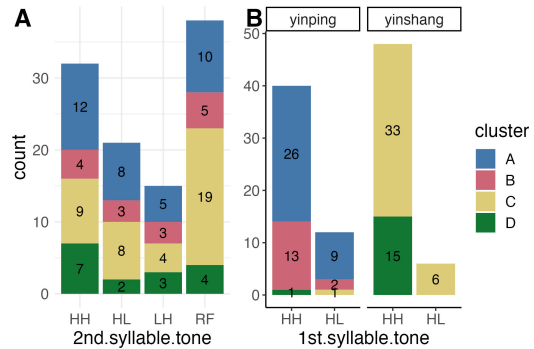 A
count
30
20
10
0
12
4
9
7
8
3
8
2
5
3
4
3
10
5
19
4
HH HL LH RF
2nd.syllable.tone
B
yinping yinshang
50
40
30
20
10
0
26
13
1
9
2
1
33
15
6
HH HL HH HL
1st.syllable.tone
cluster
A
B
C
D